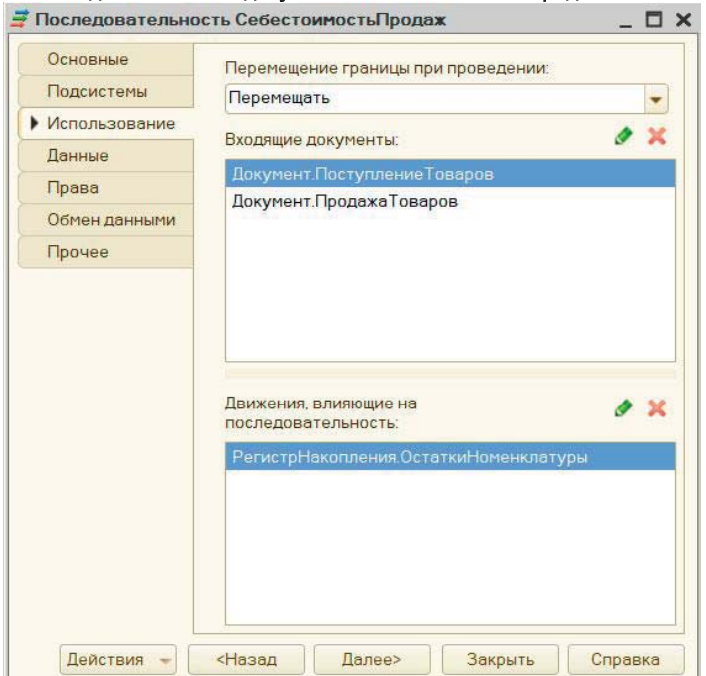 Последовательность СебестоимостьПродаж
Основные
Подсистемы
Использование
Данные
Права
Обмен данными
Прочее
Перемещение границы при проведении:
Перемещать
Входящие документы:
Документ.ПоступлениеТоваров
Документ.ПродажаТоваров
Движения, влияющие на
последовательность:
РегистрНакопления.ОстаткиНоменклатуры
Действия
<Назад
Далее>
Закрыть
Справка